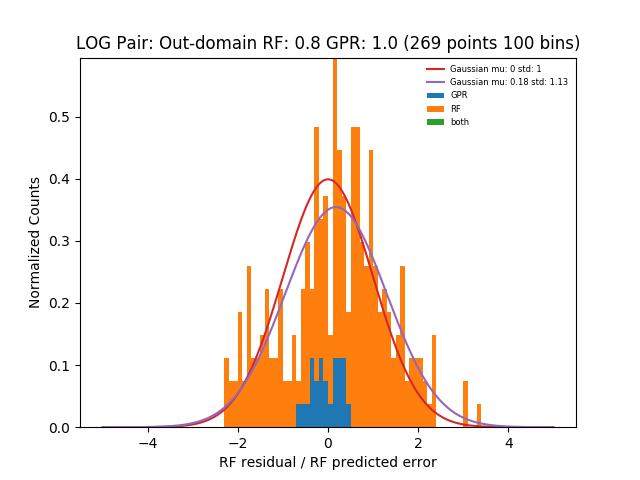 LOG Pair: Out-domain RF: 0.8 GPR: 1.0 (269 points 100 bins)
Gaussian mu: 0 std: 1
Gaussian mu: 0.18 std: 1.13
GPR
RF
both
Normalized Counts
0.5
0.4
0.3
0.2
0.1
0.0
−4 −2 0 2 4
RF residual / RF predicted error